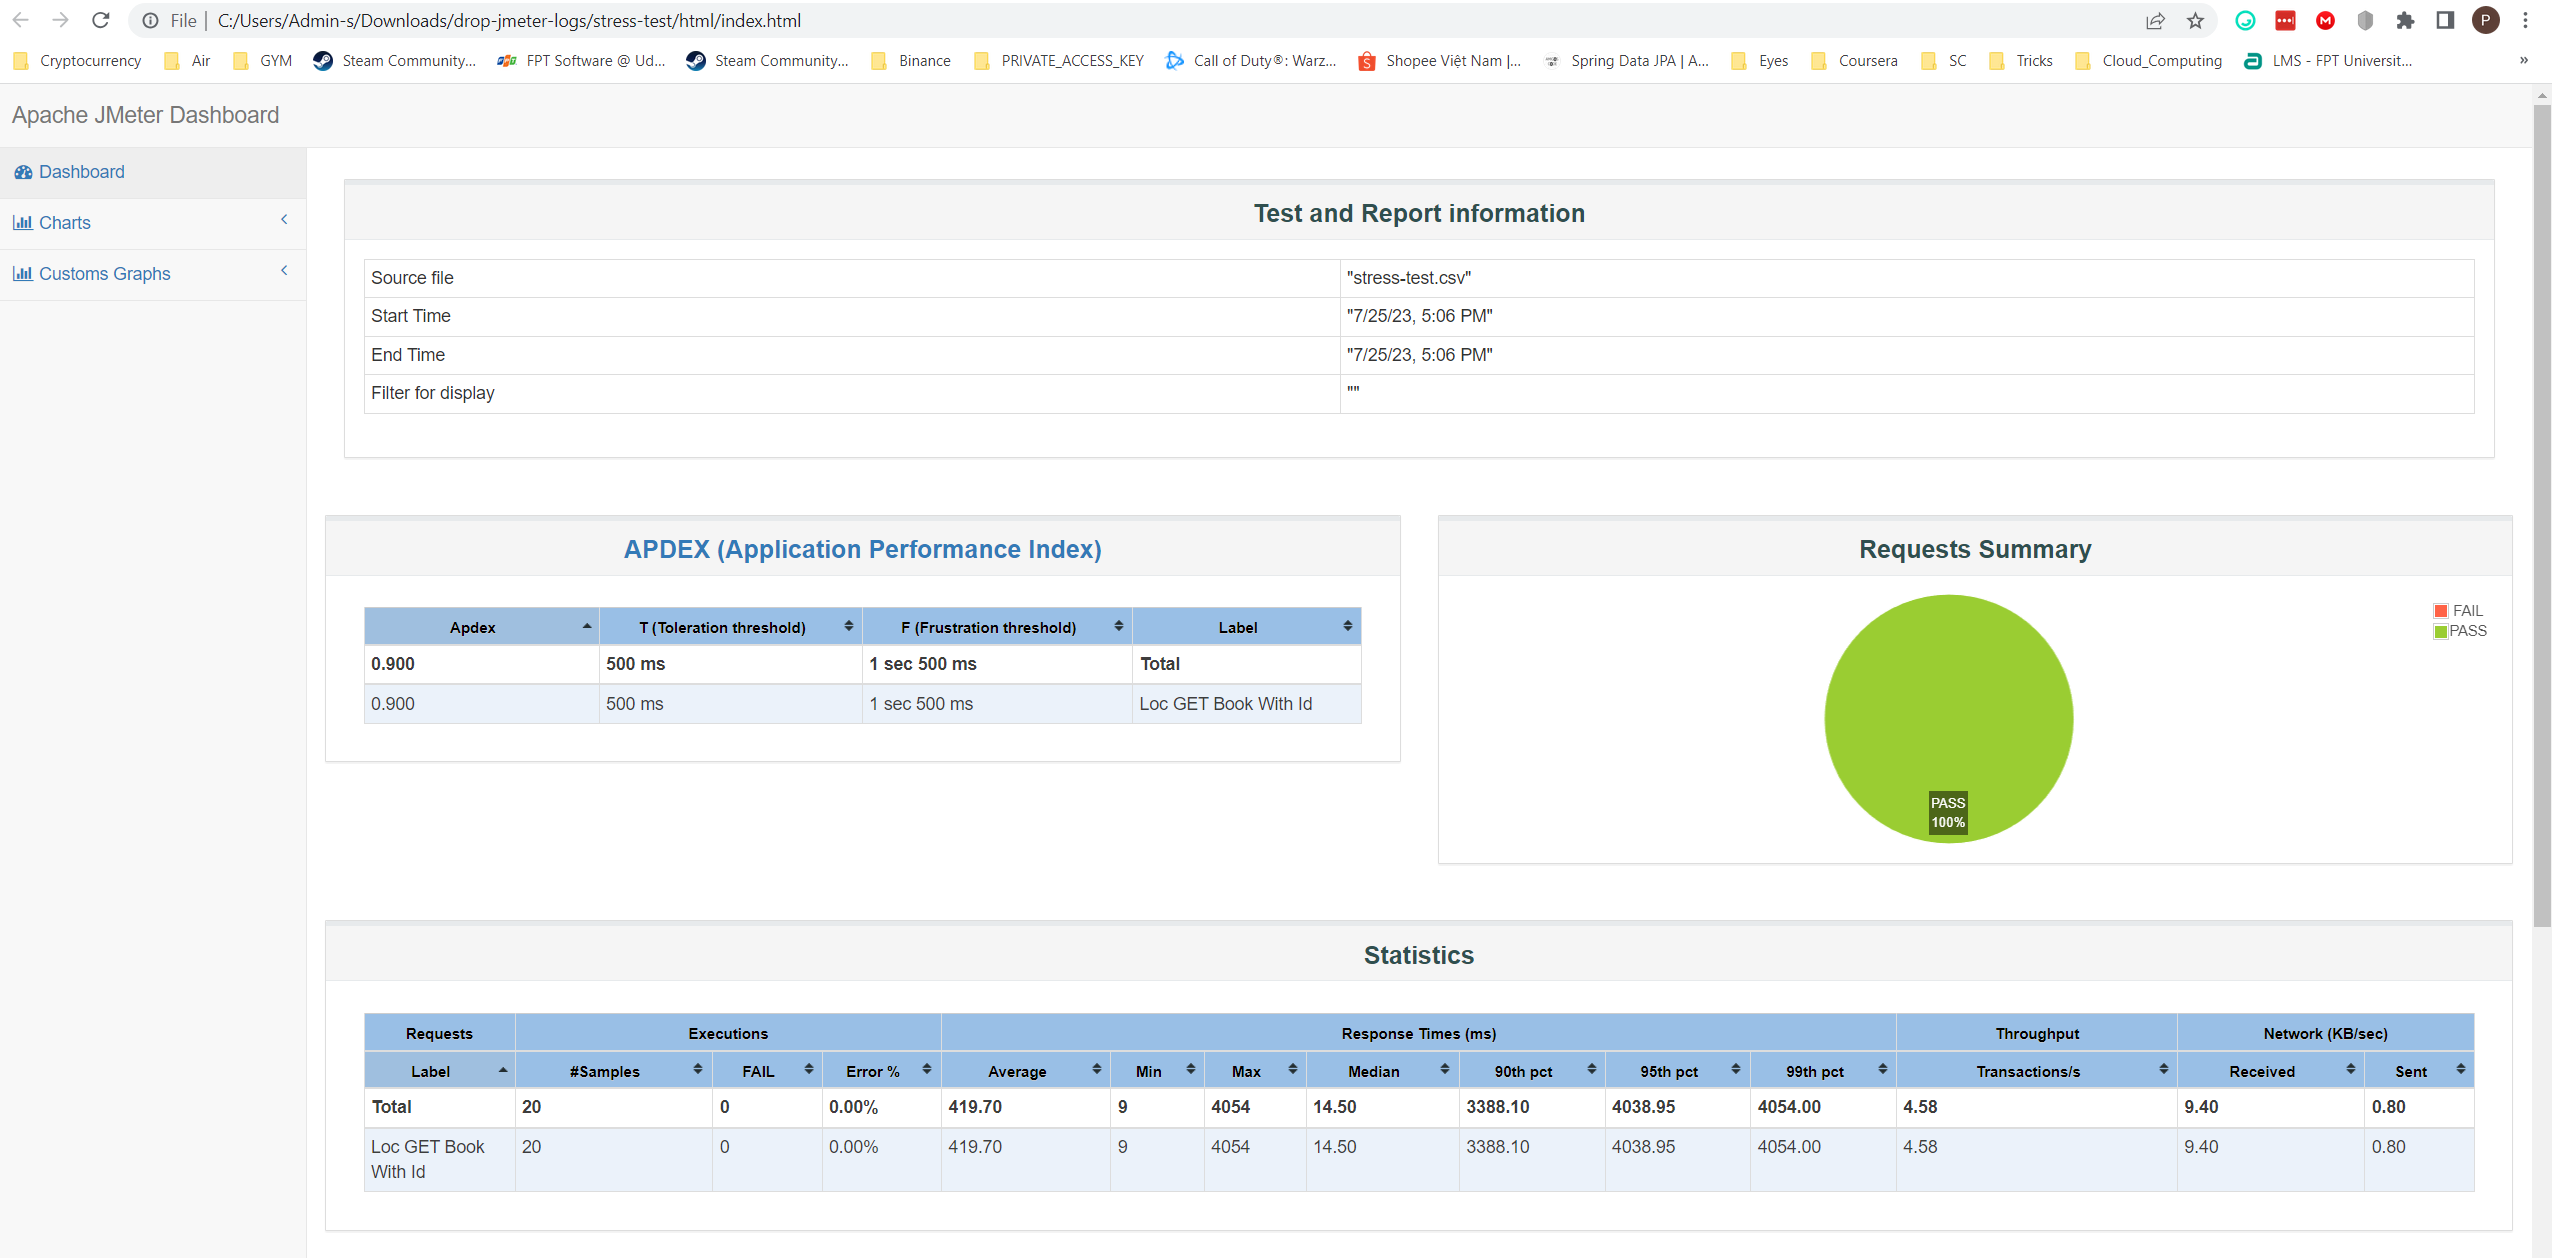 File | C:/Users/Admin-s/Downloads/drop-jmeter-logs/stress-test/html/index.html
P
Cryptocurrency Air GYM Steam Community... FPT Software @ Ud... Steam Community... Binance PRIVATE_ACCESS_KEY Call of Duty®: Warz... Shopee Việt Nam |... Spring Data JPA | A... Eyes Coursera SC Tricks Cloud_Computing LMS - FPT Universit... »
Apache JMeter Dashboard
Dashboard
Charts
Customs Graphs
Test and Report information
Source file "stress-test.csv"
Start Time "7/25/23, 5:06 PM"
End Time "7/25/23, 5:06 PM"
Filter for display ""
APDEX (Application Performance Index)
Apdex T (Toleration threshold) F (Frustration threshold) Label
0.900 500 ms 1 sec 500 ms Total
0.900 500 ms 1 sec 500 ms Loc GET Book With Id
Requests Summary
FAIL
PASS
PASS
100%
Statistics
Requests Executions Response Times (ms) Throughput Network (KB/sec)
Label #Samples FAIL Error % Average Min Max Median 90th pct 95th pct 99th pct Transactions/s Received Sent
Total 20 0 0.00% 419.70 9 4054 14.50 3388.10 4038.95 4054.00 4.58 9.40 0.80
Loc GET Book With Id 20 0 0.00% 419.70 9 4054 14.50 3388.10 4038.95 4054.00 4.58 9.40 0.80